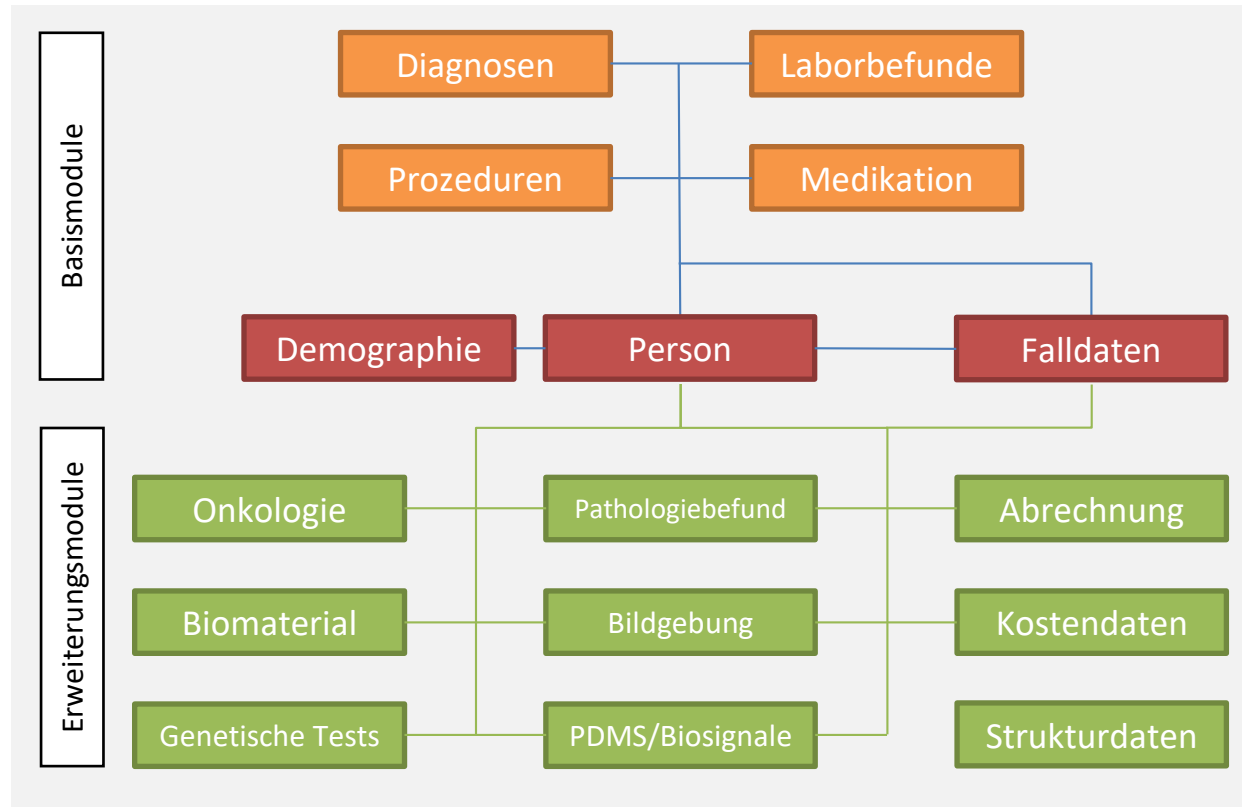 Basismodule
Diagnosen
Laborbefunde
Prozeduren
Medikation
Demographie
Person
Falldaten
Erweiterungsmodule
Onkologie
Pathologiebefund
Abrechnung
Biomaterial
Bildgebung
Kostendaten
Genetische Tests
PDMS/Biosignale
Strukturdaten